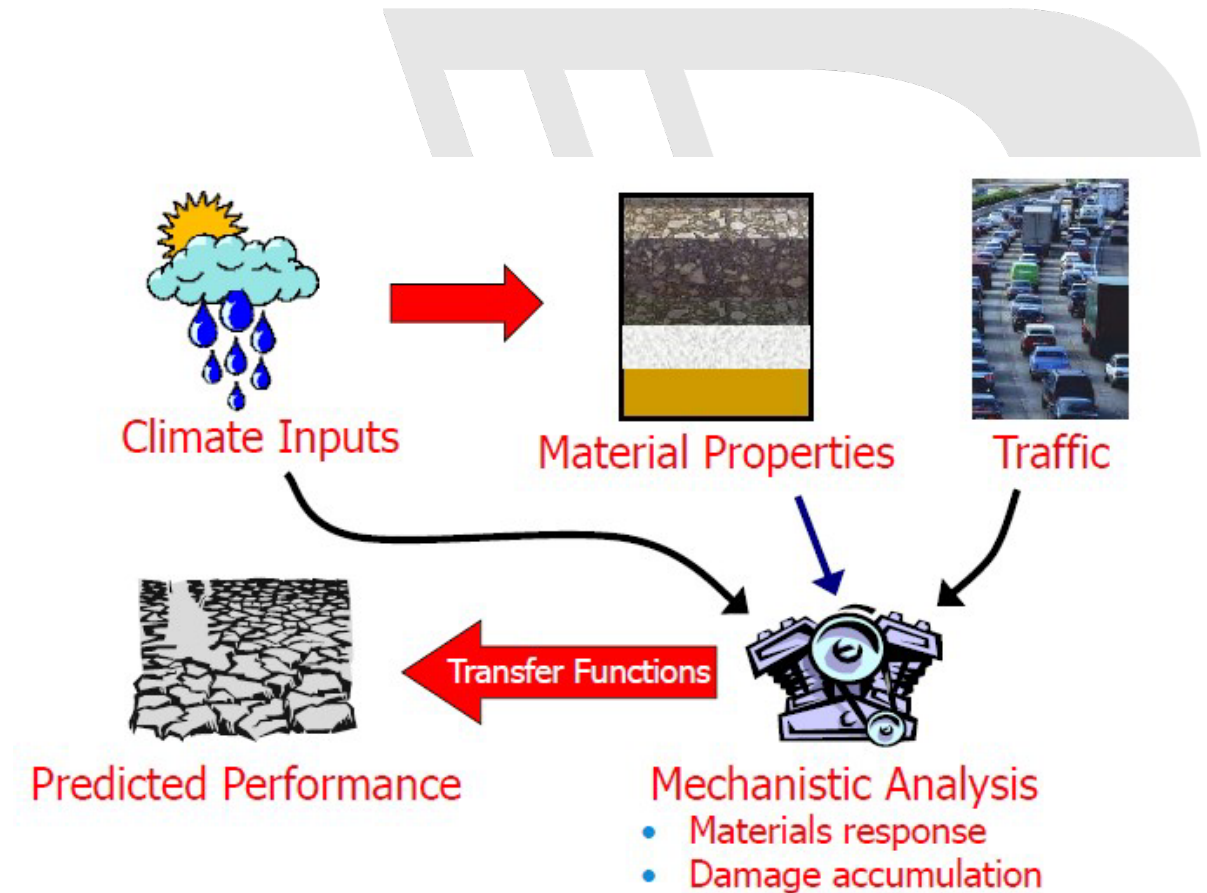 Climate Inputs
Material Properties
Traffic
Transfer Functions
Predicted Performance
Mechanistic Analysis
• Materials response
• Damage accumulation